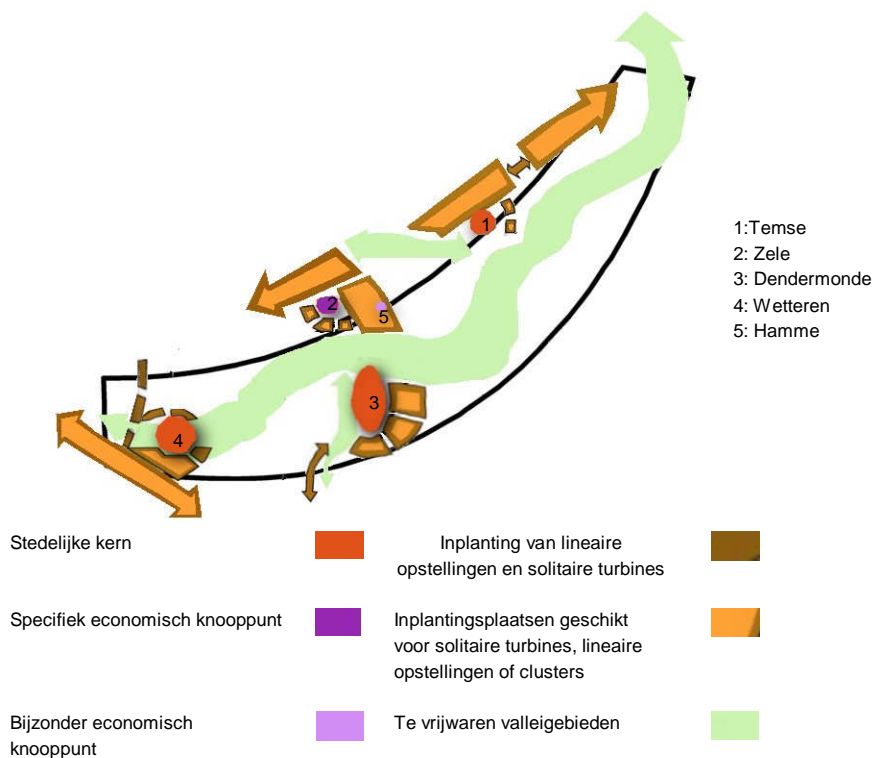 1
2
5
3
4
1:Temse
2: Zele
3: Dendermonde
4: Wetteren
5: Hamme
Stedelijke kern
Inplanting van lineaire
opstellingen en solitaire turbines
Specifiek economisch knooppunt
Inplantingsplaatsen geschikt
voor solitaire turbines, lineaire
opstellingen of clusters
Bijzonder economisch
knooppunt
Te vrijwaren valleigebieden